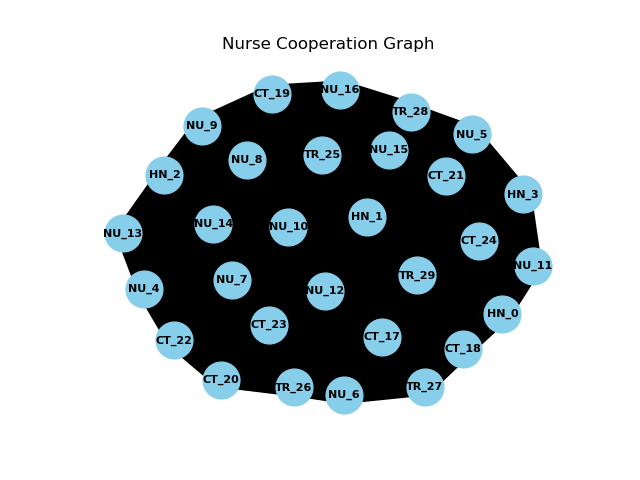 Nurse Cooperation Graph
NU_16
CT_19
TR_28
NU_9
NU_5
NU_15
TR_25
NU_8
HN_2
CT_21
HN_3
HN_1
NU_14
NU_10
NU_13
CT_24
NU_11
TR_29
NU_7
NU_4
NU_12
HN_0
CT_23
CT_17
CT_22
CT_18
CT_20
TR_26
TR_27
NU_6